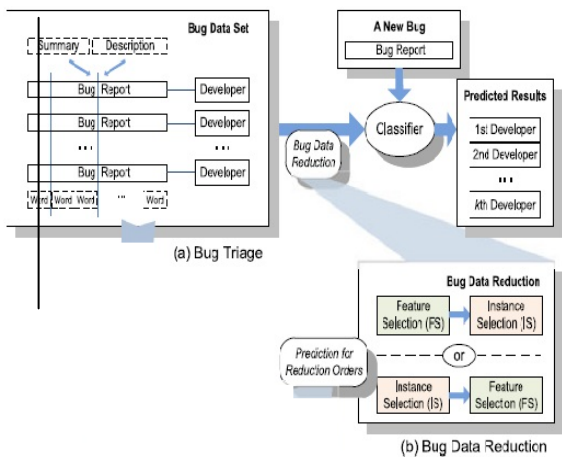 Bug Data Set
Summary Description
Bug Report Developer
Bug Report Developer
... ...
Bug Report Developer
Word Word Word ... Word
(a) Bug Triage
A New Bug
Bug Report
Classifier
Bug Data
Reduction
Predicted Results
1st Developer
2nd Developer
...
kth Developer
Bug Data Reduction
Feature
Selection (FS)
Instance
Selection (IS)
or
Prediction for
Reduction Orders
Instance
Selection (IS)
Feature
Selection (FS)
(b) Bug Data Reduction